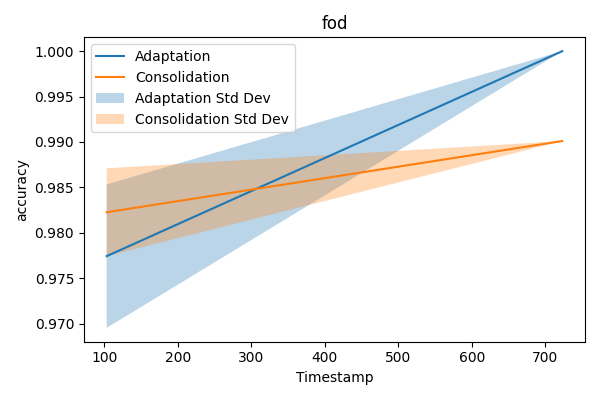 fod
Adaptation
Consolidation
Adaptation Std Dev
Consolidation Std Dev
accuracy
1.000
0.995
0.990
0.985
0.980
0.975
0.970
100 200 300 400 500 600 700
Timestamp